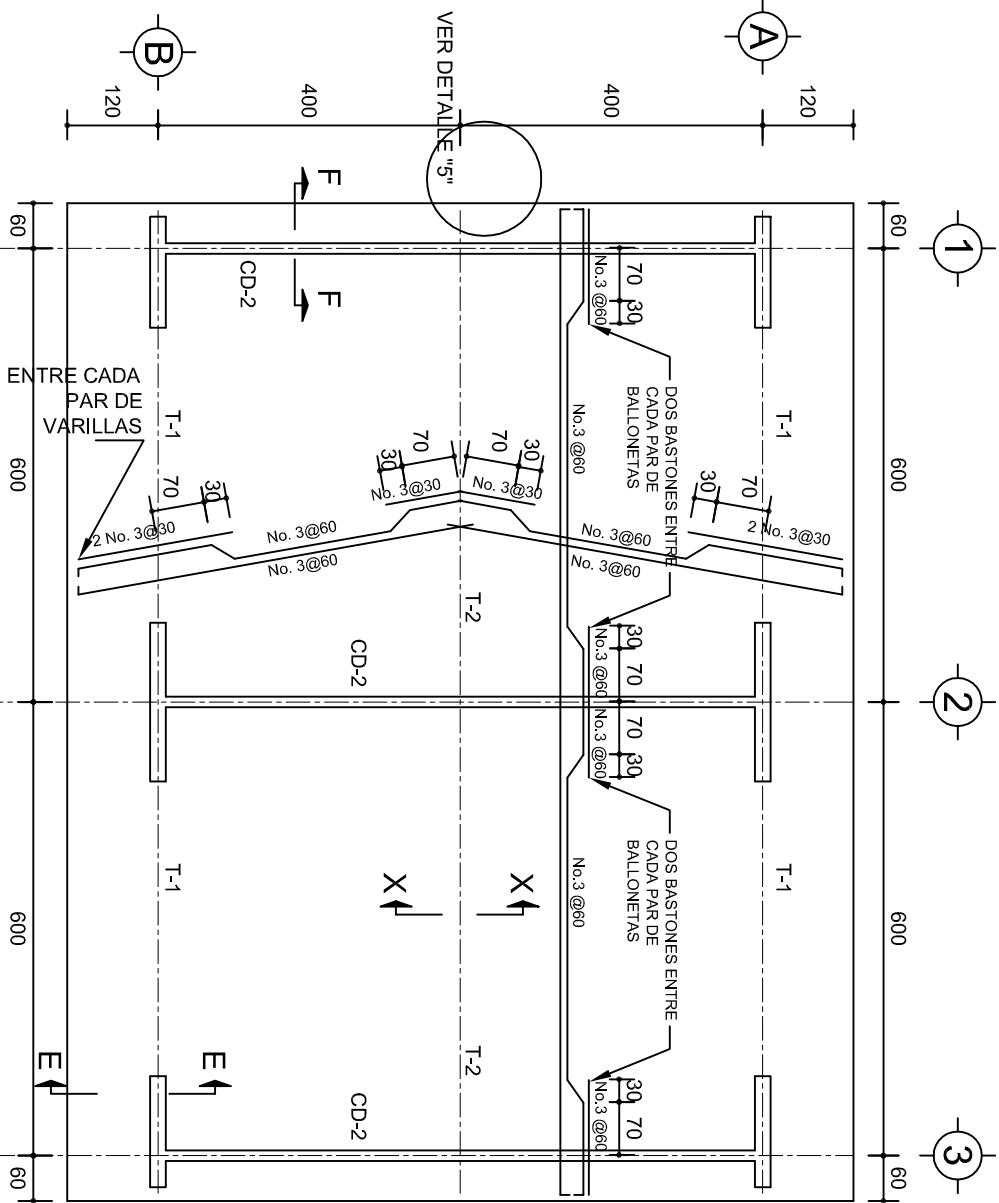 B
A
VER DETALLE "5"
120
400
400
120
60
60
1
F
F
CD-2
70
30
No.3 @60
T-1
T-1
ENTRE CADA
PAR DE
VARILLAS
DOS BASTONES ENTRE
CADA PAR DE
BALLONETAS
No.3 @60
600
600
70
30
30
70
70
30
30
70
2 No. 3@30
No. 3@60
No. 3@60
No. 3@30
No. 3@30
No. 3@60
No. 3@60
2 No. 3@30
T-2
CD-2
30
70
No.3 @60
2
70
30
No.3 @60
T-1
T-1
X
X
DOS BASTONES ENTRE
CADA PAR DE
BALLONETAS
No.3 @60
600
600
E
E
T-2
CD-2
30
70
No.3 @60
3
60
60